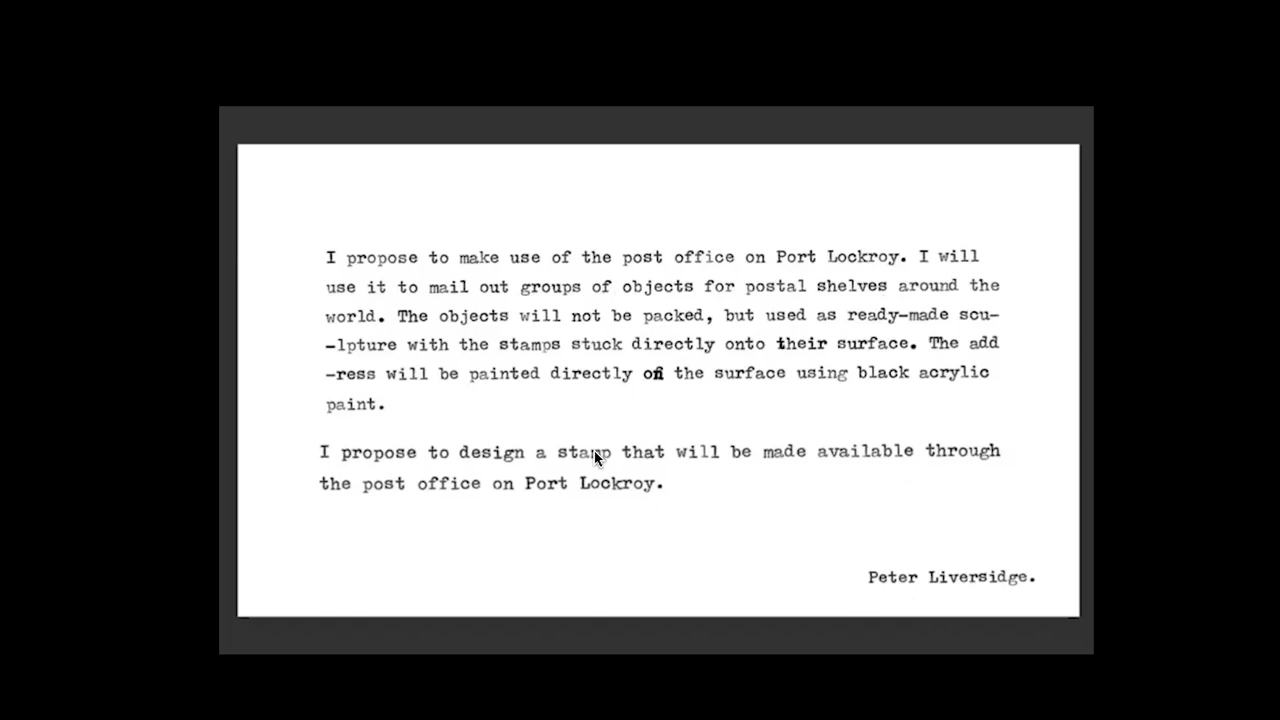 I propose to make use of the post office on Port Lockroy. I will
use it to mail out groups of objects for postal shelves around the
world. The objects will not be packed, but used as ready-made scu-
-lpture with the stamps stuck directly onto their surface. The add
-ress will be painted directly on the surface using black acrylic
paint.
I propose to design a stamp that will be made available through
the post office on Port Lockroy.
Peter Liversidge.